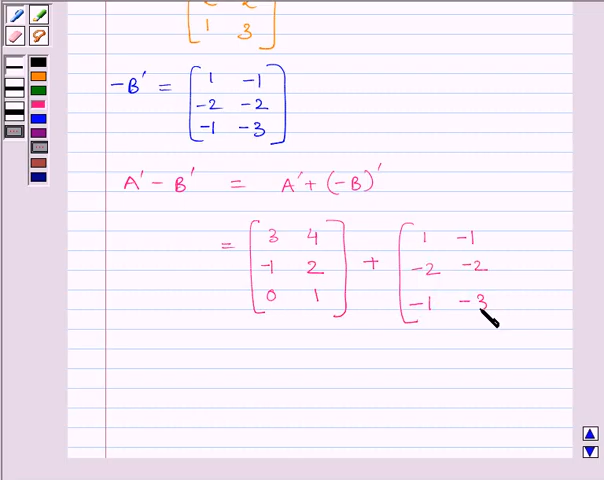 1 3
-B' = [ 1 -1
-2 -2
-1 -3 ]
A' - B' = A' + (-B)'
= [ 3 4 ] + [ 1 -1
-1 2 -2 -2
0 1 -1 -3